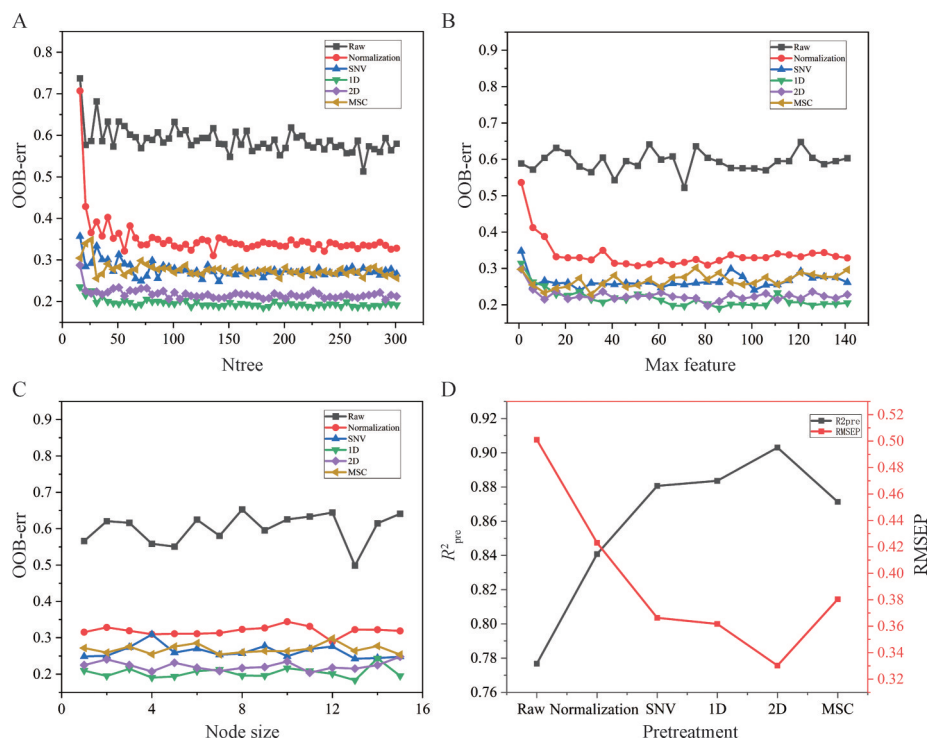 A
0.8
0.7
0.6
0.5
0.4
0.3
0.2
OOB-err
0 50 100 150 200 250 300
Ntree
Raw
Normalization
SNV
1D
2D
MSC
B
0.9
0.8
0.7
0.6
0.5
0.4
0.3
0.2
OOB-err
0 20 40 60 80 100 120 140
Max feature
Raw
Normalization
SNV
1D
2D
MSC
C
0.9
0.8
0.7
0.6
0.5
0.4
0.3
0.2
OOB-err
0 4 8 12 16
Node size
Raw
Normalization
SNV
1D
2D
MSC
D
0.92
0.90
0.88
0.86
0.84
0.82
0.80
0.78
0.76
R²pre
0.52
0.50
0.48
0.46
0.44
0.42
0.40
0.38
0.36
0.35
0.33
0.32
RMSEP
Raw Normalization SNV 1D 2D MSC
Pretreatment
R2pre
RMSEP